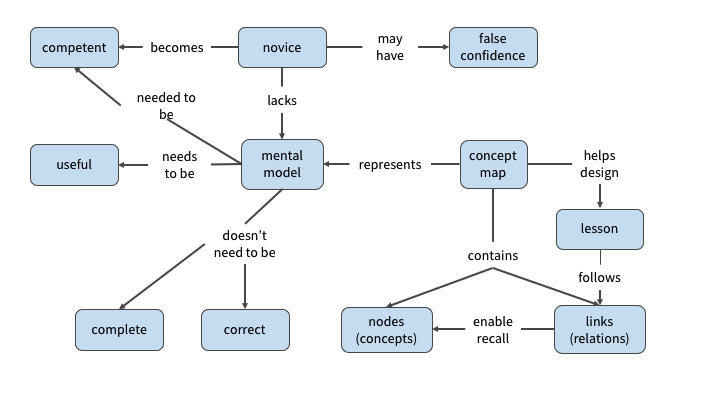 competent
becomes
novice
may
have
false
confidence
needed to
be
lacks
useful
needs
to be
mental
model
represents
concept
map
helps
design
lesson
doesn't
need to be
contains
follows
complete
correct
nodes
(concepts)
enable
recall
links
(relations)